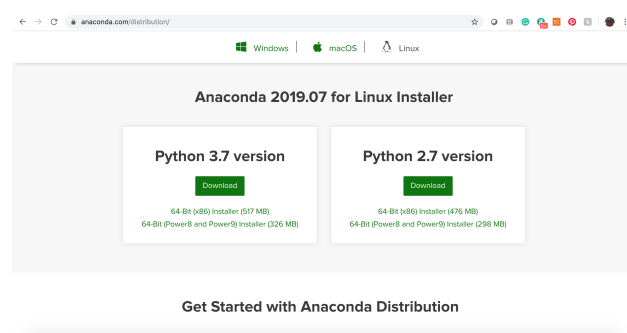 anaconda.com/distribution/
Windows
macOS
Linux
Anaconda 2019.07 for Linux Installer
Python 3.7 version
Download
64-Bit (x86) Installer (517 MB)
64-Bit (Power8 and Power9) Installer (326 MB)
Python 2.7 version
Download
64-Bit (x86) Installer (476 MB)
64-Bit (Power8 and Power9) Installer (298 MB)
Get Started with Anaconda Distribution